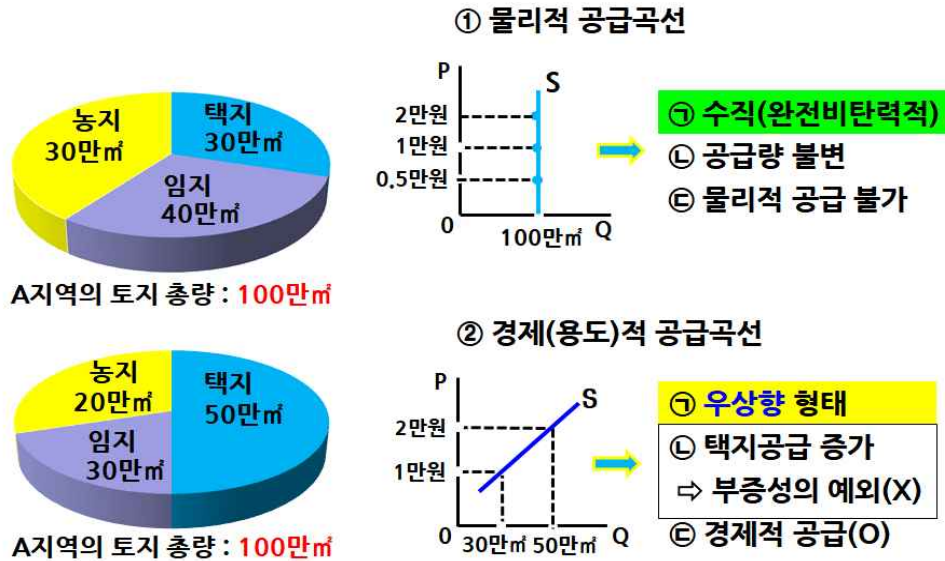 ① 물리적 공급곡선
농지
30만㎡
택지
30만㎡
임지
40만㎡
A지역의 토지 총량 : 100만㎡
P
S
2만원
1만원
0.5만원
0
100만㎡
Q
㉠ 수직(완전비탄력적)
㉡ 공급량 불변
㉢ 물리적 공급 불가
② 경제(용도)적 공급곡선
농지
20만㎡
택지
50만㎡
임지
30만㎡
A지역의 토지 총량 : 100만㎡
P
S
2만원
1만원
0
30만㎡
50만㎡
Q
㉠ 우상향 형태
㉡ 택지공급 증가
⇨ 부증성의 예외(X)
㉢ 경제적 공급(O)